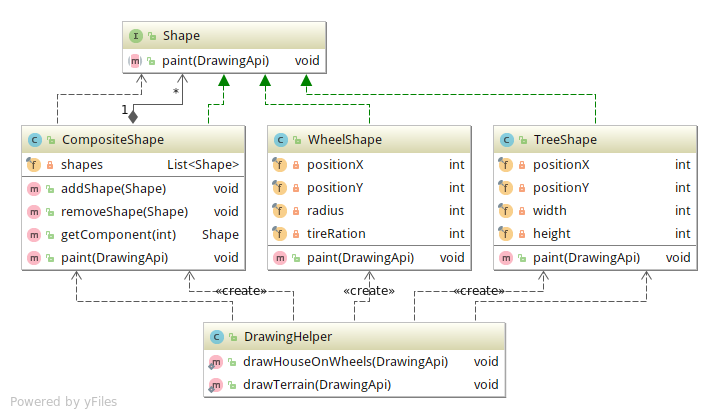 I Shape
m paint(DrawingApi) void
*
1
C CompositeShape
f shapes List<Shape>
m addShape(Shape) void
m removeShape(Shape) void
m getComponent(int) Shape
m paint(DrawingApi) void
C WheelShape
f positionX int
f positionY int
f radius int
f tireRation int
m paint(DrawingApi) void
C TreeShape
f positionX int
f positionY int
f width int
f height int
m paint(DrawingApi) void
«create» «create» «create»
C DrawingHelper
m drawHouseOnWheels(DrawingApi) void
m drawTerrain(DrawingApi) void
Powered by yFiles